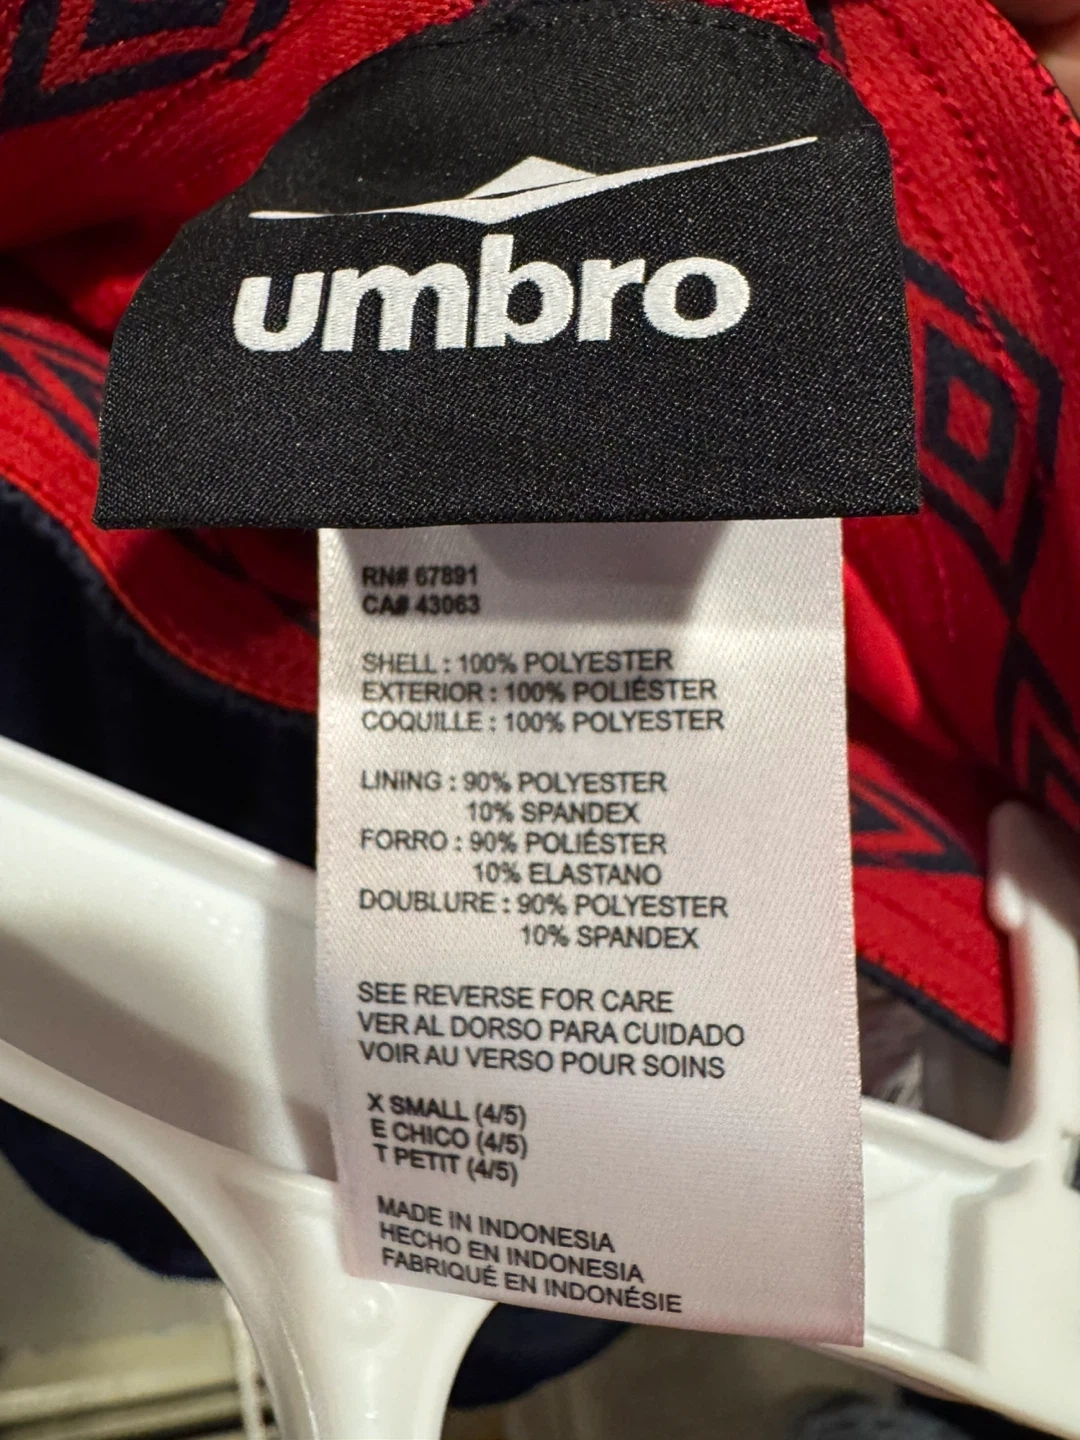 umbro
RN# 67891
CA# 43063
SHELL : 100% POLYESTER
EXTERIOR : 100% POLIÉSTER
COQUILLE : 100% POLYESTER
LINING : 90% POLYESTER
10% SPANDEX
FORRO : 90% POLIÉSTER
10% ELASTANO
DOUBLURE : 90% POLYESTER
10% SPANDEX
SEE REVERSE FOR CARE
VER AL DORSO PARA CUIDADO
VOIR AU VERSO POUR SOINS
X SMALL (4/5)
E CHICO (4/5)
T PETIT (4/5)
MADE IN INDONESIA
HECHO EN INDONESIA
FABRIQUÉ EN INDONÉSIE